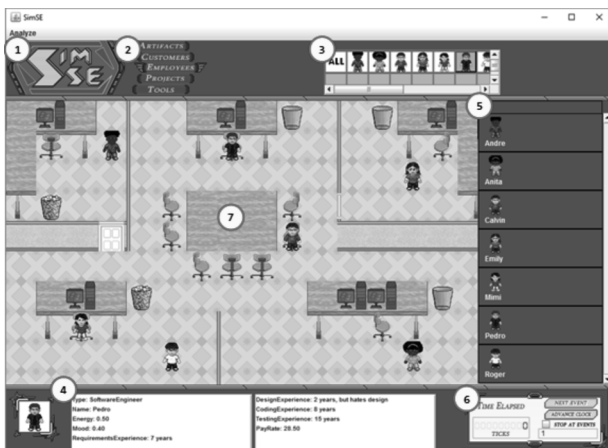 SimSE
Analyze
1
SIM
SE
2
ARTIFACTS
CUSTOMERS
EMPLOYEES
PROJECTS
TOOLS
3
ALL
5
Andre
Anita
Calvin
Emily
Mimi
Pedro
Roger
7
4
Type: SoftwareEngineer
Name: Pedro
Energy: 0.50
Mood: 0.40
RequirementsExperience: 7 years
DesignExperience: 2 years, but hates design
CodingExperience: 8 years
TestingExperience: 15 years
PayRate: 28.50
6
TIME ELAPSED
0
TICKS
NEXT EVENT
ADVANCE CLOCK
STOP AT EVENTS
1